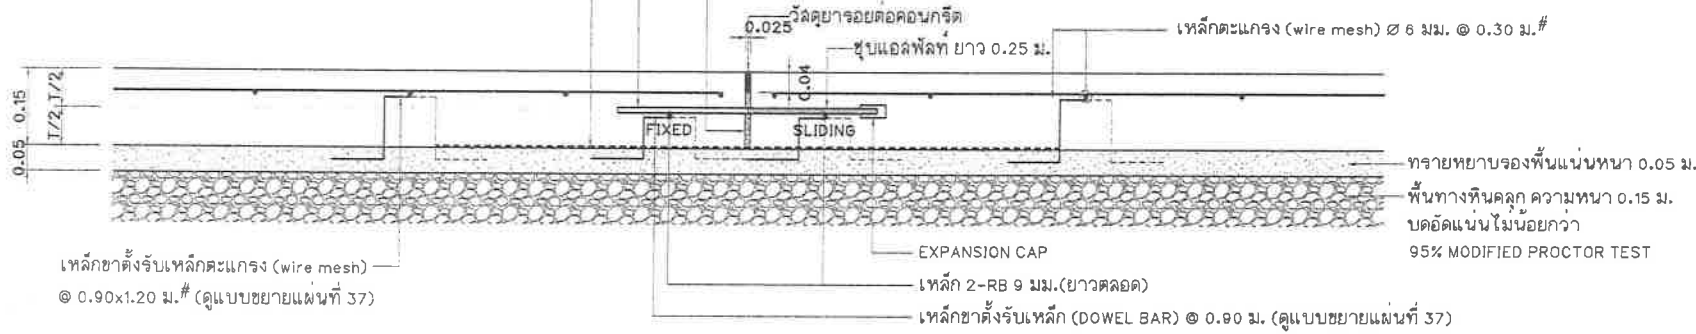 วัสดุยารอยต่อคอนกรีต
0.025
เหล็กตะแกรง (wire mesh) Ø 6 มม. @ 0.30 ม.#
ชุบแอสฟัลท์ ยาว 0.25 ม.
0.04
T/2
T/2
0.15
0.05
FIXED
SLIDING
ทรายหยาบรองพื้นแน่นหนา 0.05 ม.
พื้นทางหินคลุก ความหนา 0.15 ม.
บดอัดแน่นไม่น้อยกว่า
95% MODIFIED PROCTOR TEST
EXPANSION CAP
เหล็กขาตั้งรับเหล็กตะแกรง (wire mesh)
@ 0.90x1.20 ม.# (ดูแบบขยายแผ่นที่ 37)
เหล็ก 2-RB 9 มม.(ยาวตลอด)
เหล็กขาตั้งรับเหล็ก (DOWEL BAR) @ 0.90 ม. (ดูแบบขยายแผ่นที่ 37)